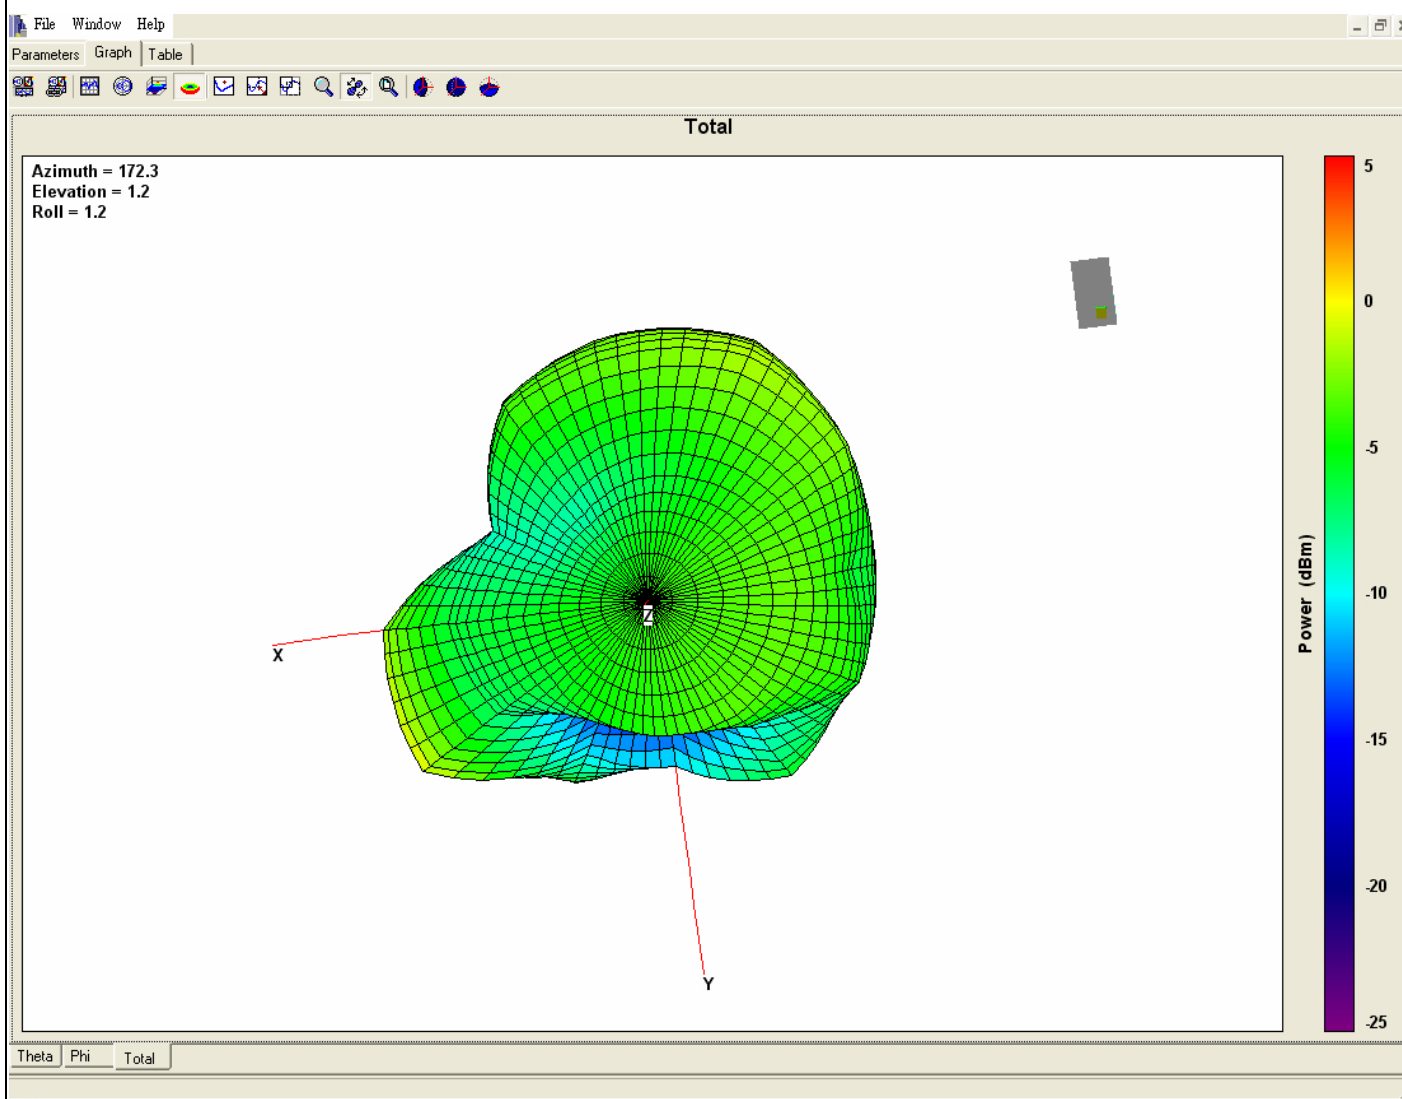 File Window Help
Parameters Graph Table
Total
Azimuth = 172.3
Elevation = 1.2
Roll = 1.2
5
0
-5
-10
-15
-20
-25
Power (dBm)
Z
X
Y
Theta Phi Total